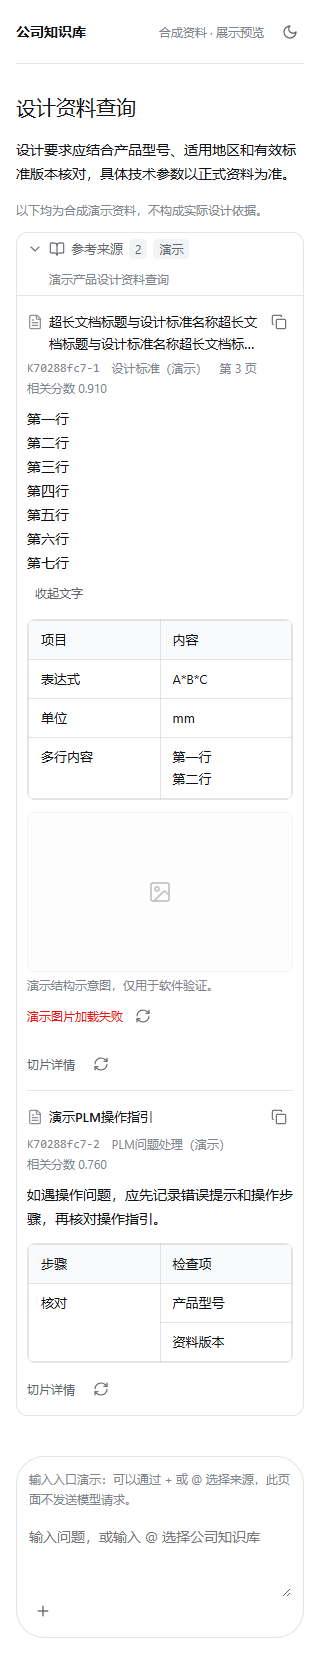 公司知识库
合成资料 · 展示预览
设计资料查询
设计要求应结合产品型号、适用地区和有效标
准版本核对，具体技术参数以正式资料为准。
以下均为合成演示资料，不构成实际设计依据。
参考来源 2 演示
演示产品设计资料查询
超长文档标题与设计标准名称超长文
档标题与设计标准名称超长文档标...
K70288fc7-1 设计标准（演示） 第 3 页
相关分数 0.910
第一行
第二行
第三行
第四行
第五行
第六行
第七行
收起文字
项目 内容
表达式 A*B*C
单位 mm
多行内容 第一行
第二行
演示结构示意图，仅用于软件验证。
演示图片加载失败
切片详情
演示PLM操作指引
K70288fc7-2 PLM问题处理（演示）
相关分数 0.760
如遇操作问题，应先记录错误提示和操作步
骤，再核对操作指引。
步骤 检查项
核对 产品型号
资料版本
切片详情
输入入口演示：可以通过 + 或 @ 选择来源，此页
面不发送模型请求。
输入问题，或输入 @ 选择公司知识库